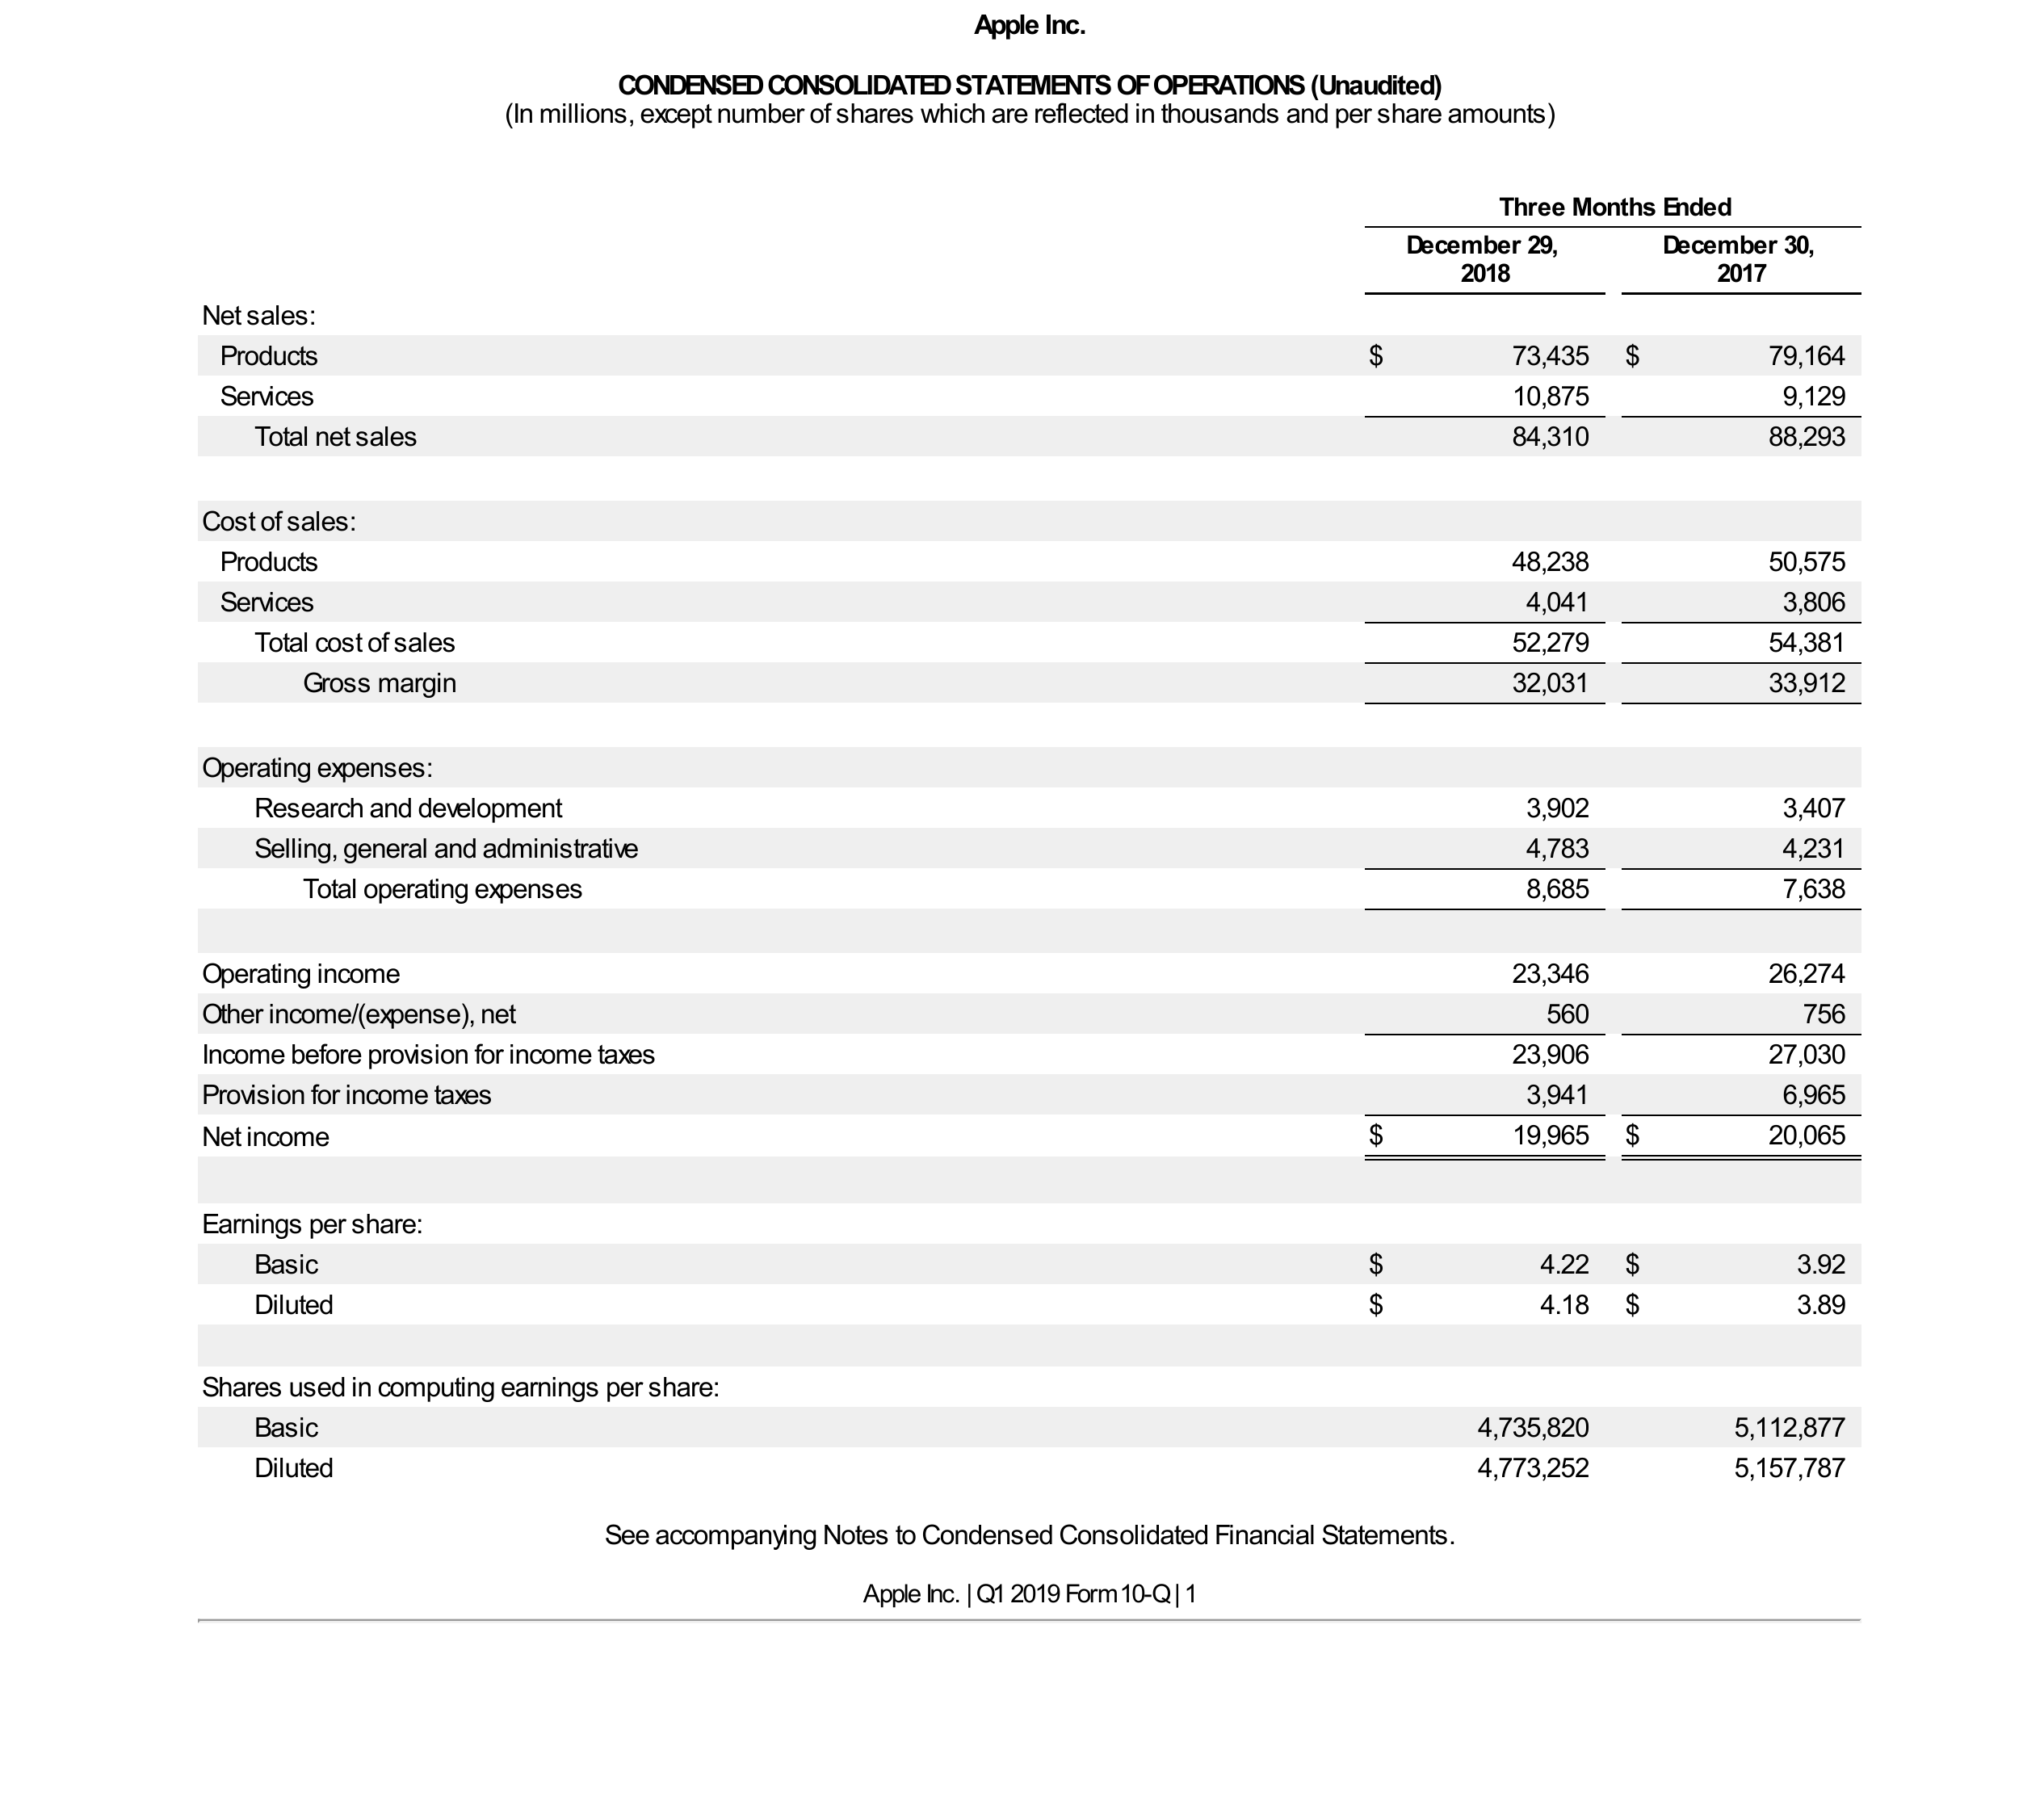 Apple Inc.
CONDENSED CONSOLIDATED STATEMENTS OF OPERATIONS (Unaudited)
(In millions, except number of shares which are reflected in thousands and per share amounts)
Three Months Ended
December 29, 2018 December 30, 2017
Net sales:
Products $ 73,435 $ 79,164
Services 10,875 9,129
Total net sales 84,310 88,293
Cost of sales:
Products 48,238 50,575
Services 4,041 3,806
Total cost of sales 52,279 54,381
Gross margin 32,031 33,912
Operating expenses:
Research and development 3,902 3,407
Selling, general and administrative 4,783 4,231
Total operating expenses 8,685 7,638
Operating income 23,346 26,274
Other income/(expense), net 560 756
Income before provision for income taxes 23,906 27,030
Provision for income taxes 3,941 6,965
Net income $ 19,965 $ 20,065
Earnings per share:
Basic $ 4.22 $ 3.92
Diluted $ 4.18 $ 3.89
Shares used in computing earnings per share:
Basic 4,735,820 5,112,877
Diluted 4,773,252 5,157,787
See accompanying Notes to Condensed Consolidated Financial Statements.
Apple Inc. | Q1 2019 Form 10-Q | 1